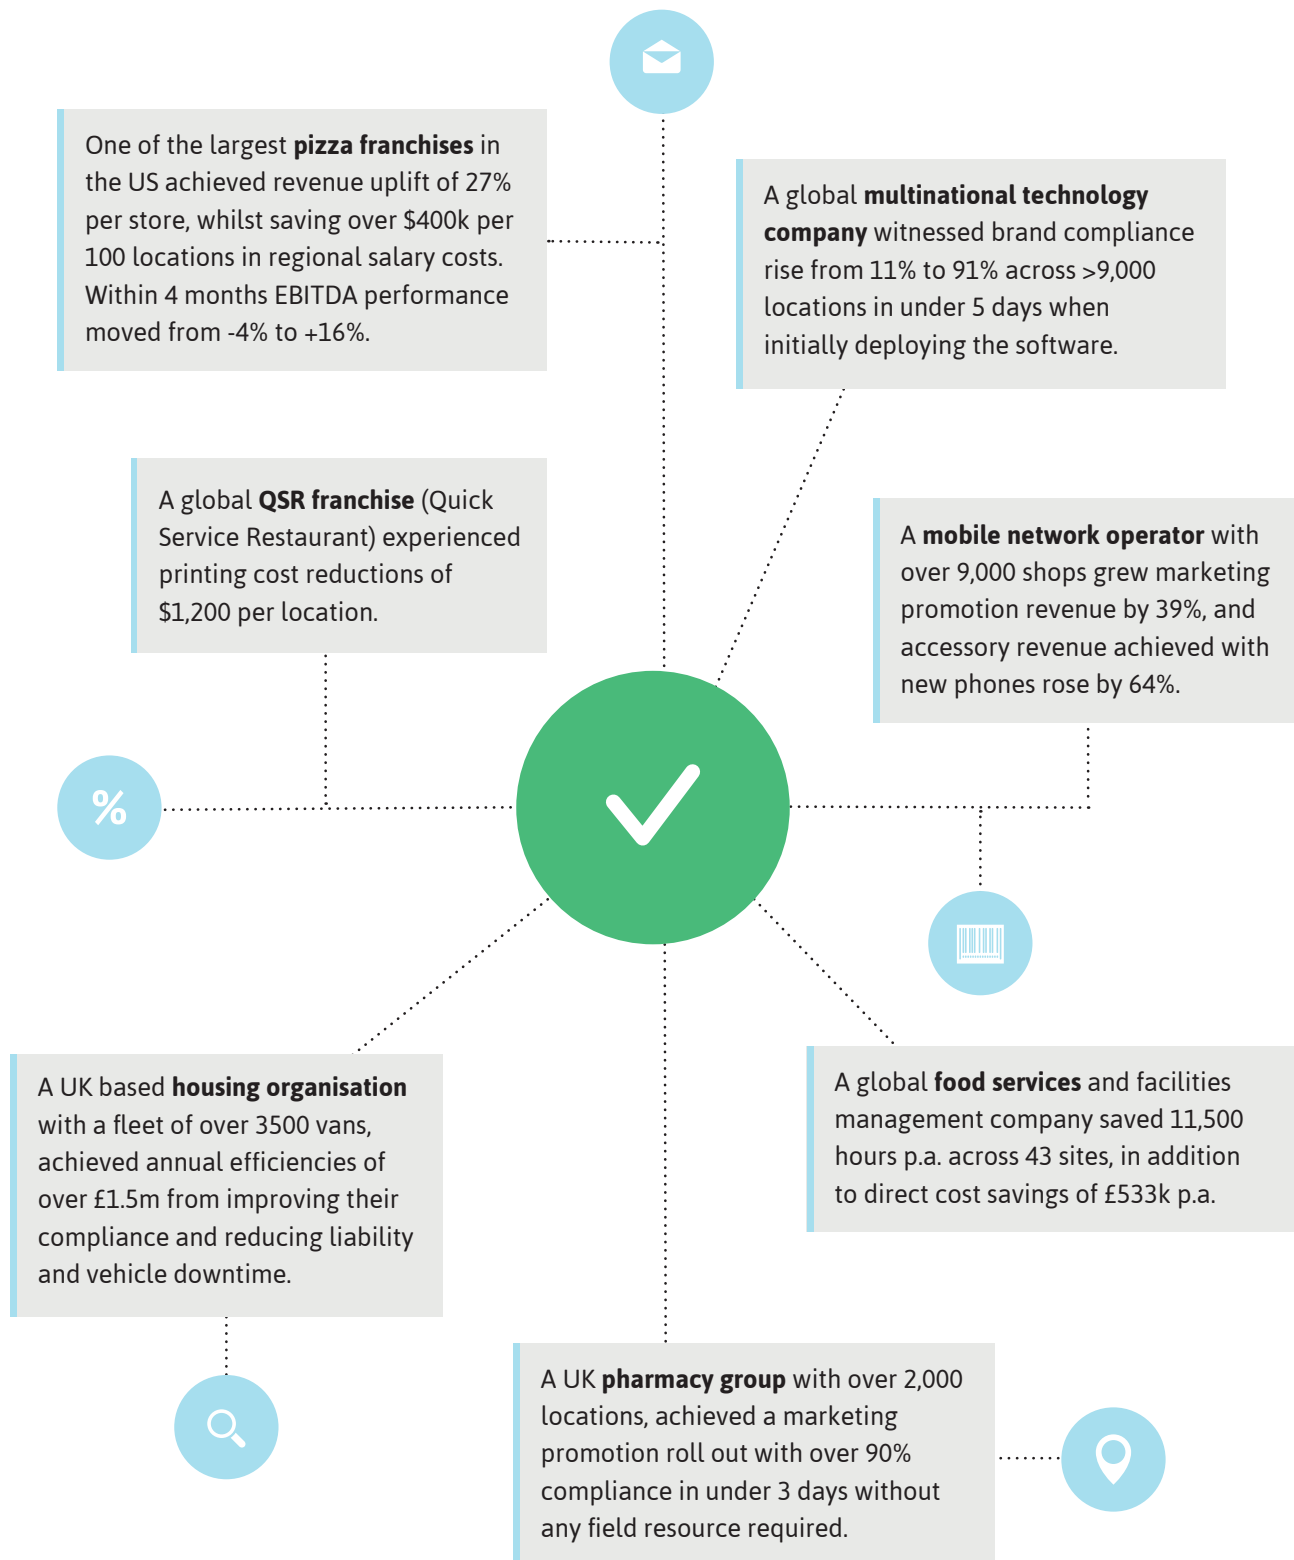 One of the largest pizza franchises in
the US achieved revenue uplift of 27%
per store, whilst saving over $400k per
100 locations in regional salary costs.
Within 4 months EBITDA performance
moved from -4% to +16%.
A global multinational technology
company witnessed brand compliance
rise from 11% to 91% across >9,000
locations in under 5 days when
initially deploying the software.
A global QSR franchise (Quick
Service Restaurant) experienced
printing cost reductions of
$1,200 per location.
A mobile network operator with
over 9,000 shops grew marketing
promotion revenue by 39%, and
accessory revenue achieved with
new phones rose by 64%.
%
A UK based housing organisation
with a fleet of over 3500 vans,
achieved annual efficiencies of
over £1.5m from improving their
compliance and reducing liability
and vehicle downtime.
A global food services and facilities
management company saved 11,500
hours p.a. across 43 sites, in addition
to direct cost savings of £533k p.a.
A UK pharmacy group with over 2,000
locations, achieved a marketing
promotion roll out with over 90%
compliance in under 3 days without
any field resource required.